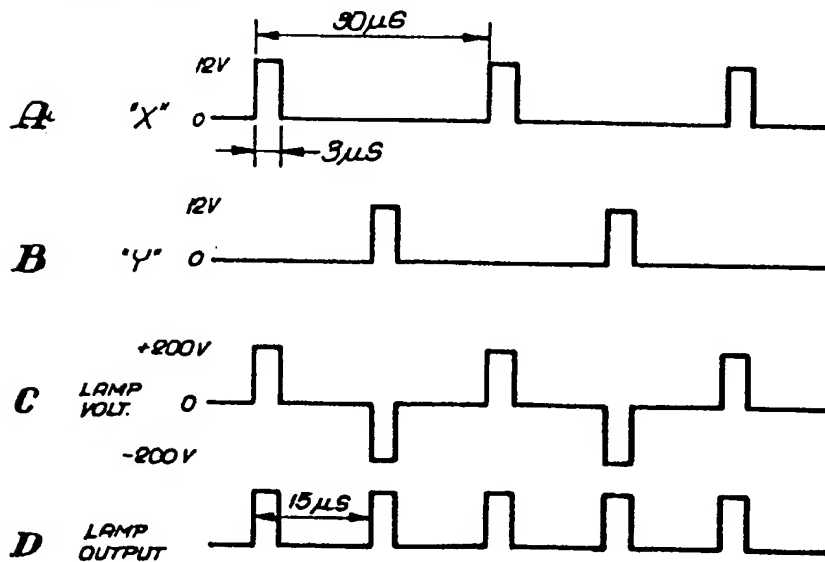 30µS
12V
A "X" 0
3µS
12V
B "Y" 0
+200V
C LAMP VOLT. 0
-200V
15µS
D LAMP OUTPUT